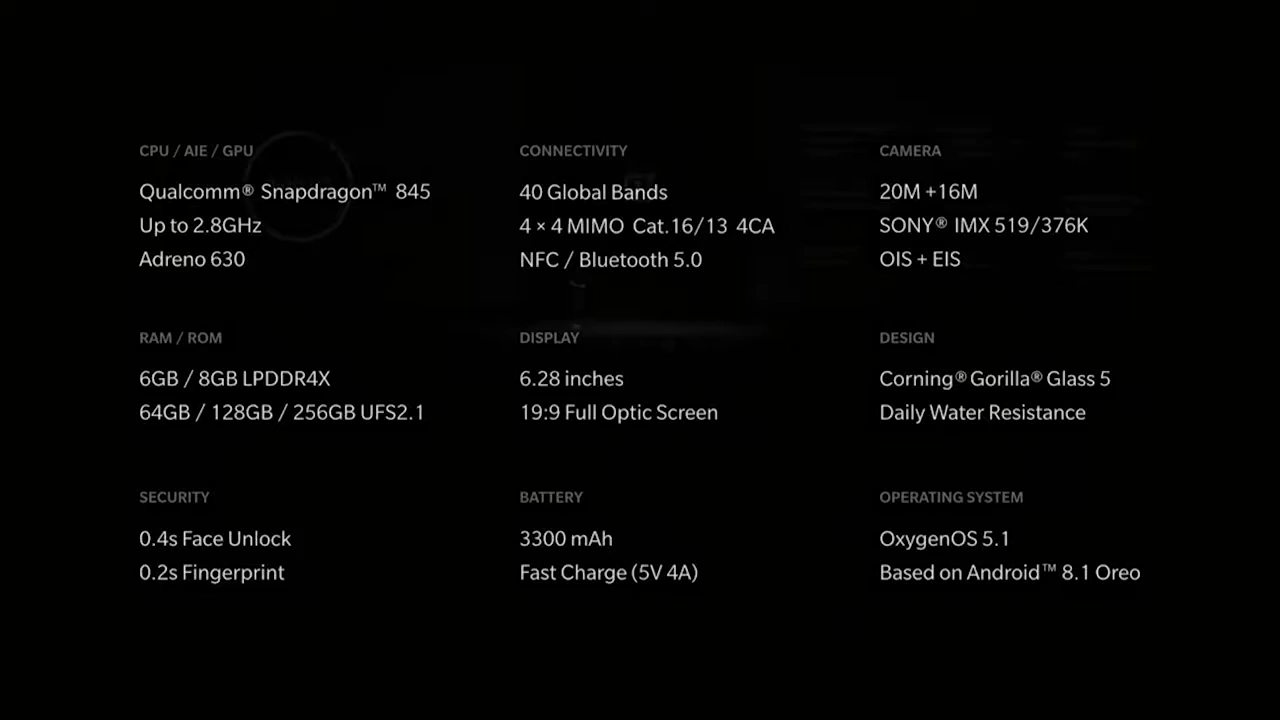 CPU / AIE / GPU
Qualcomm® Snapdragon™ 845
Up to 2.8GHz
Adreno 630
CONNECTIVITY
40 Global Bands
4 × 4 MIMO Cat.16/13 4CA
NFC / Bluetooth 5.0
CAMERA
20M +16M
SONY® IMX 519/376K
OIS + EIS
RAM / ROM
6GB / 8GB LPDDR4X
64GB / 128GB / 256GB UFS2.1
DISPLAY
6.28 inches
19:9 Full Optic Screen
DESIGN
Corning® Gorilla® Glass 5
Daily Water Resistance
SECURITY
0.4s Face Unlock
0.2s Fingerprint
BATTERY
3300 mAh
Fast Charge (5V 4A)
OPERATING SYSTEM
OxygenOS 5.1
Based on Android™ 8.1 Oreo